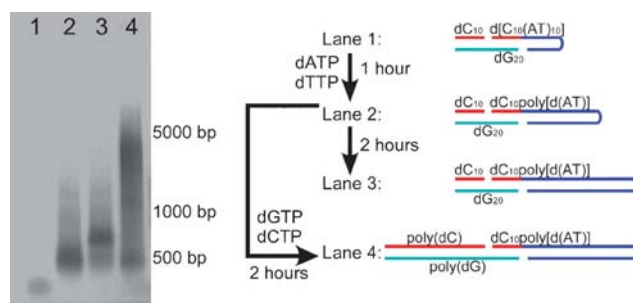 1 2 3 4
5000 bp
1000 bp
500 bp
Lane 1:
dATP
dTTP
1 hour
Lane 2:
2 hours
Lane 3:
dGTP
dCTP
2 hours
Lane 4:
dC10 d[C10(AT)10]
dG20
dC10 dC10poly[d(AT)]
dG20
dC10 dC10poly[d(AT)]
dG20
poly(dC) dC10poly[d(AT)]
poly(dG)